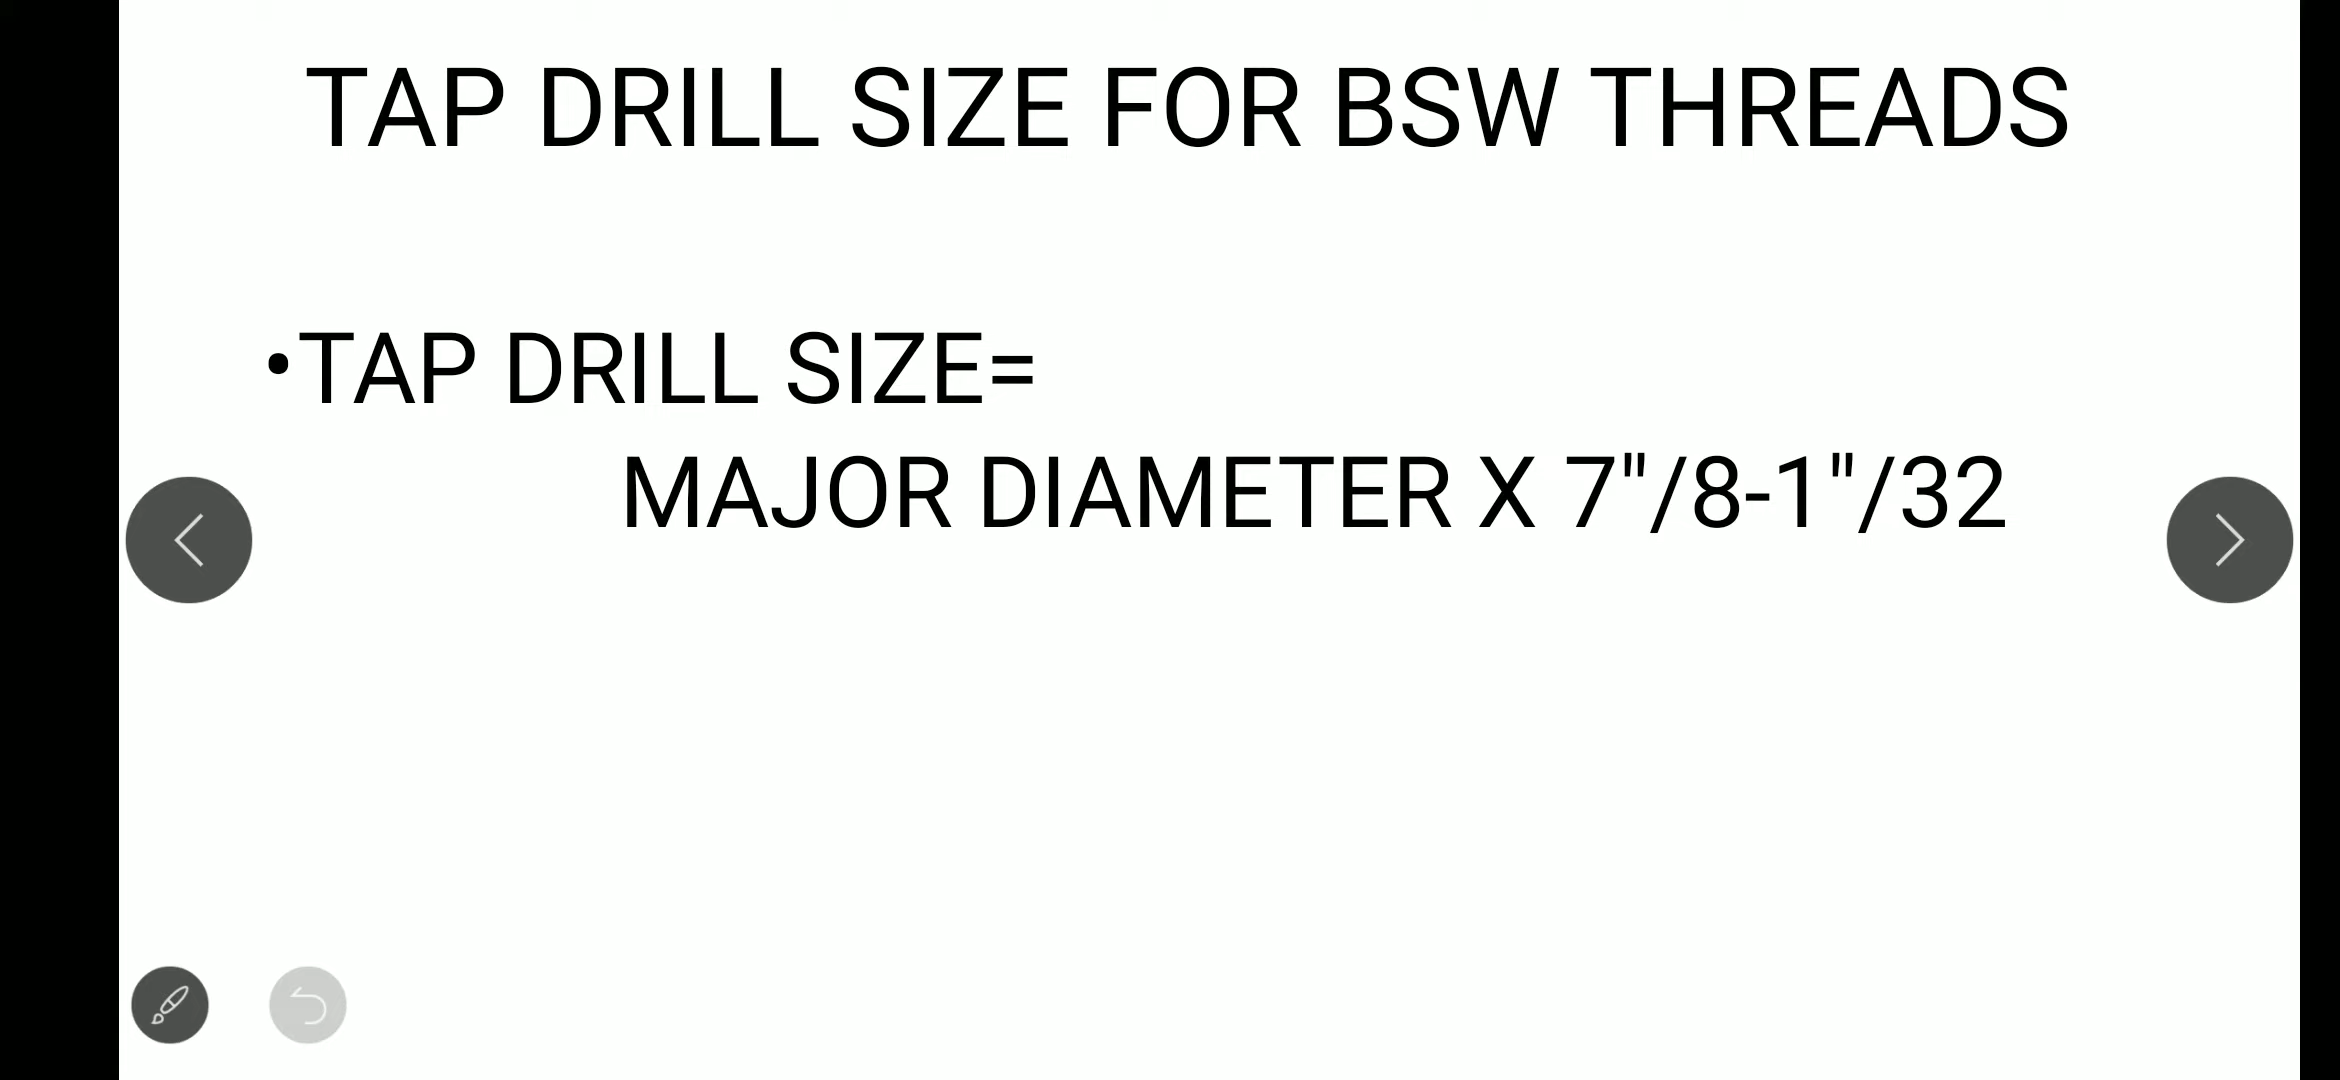 TAP DRILL SIZE FOR BSW THREADS
•TAP DRILL SIZE=
MAJOR DIAMETER X 7"/8-1"/32